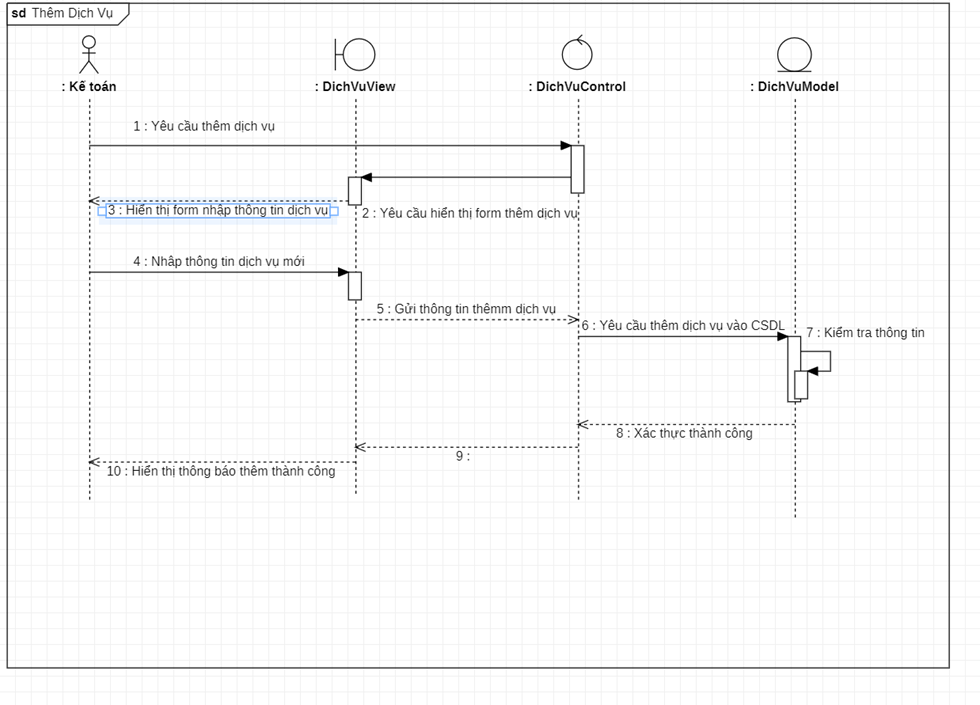 sd Thêm Dịch Vụ
: Kế toán
: DichVuView
: DichVuControl
: DichVuModel
1 : Yêu cầu thêm dịch vụ
2 : Yêu cầu hiển thị form thêm dịch vụ
3 : Hiển thị form nhập thông tin dịch vụ
4 : Nhâp thông tin dịch vụ mới
5 : Gửi thông tin thêmm dịch vụ
6 : Yêu cầu thêm dịch vụ vào CSDL
7 : Kiểm tra thông tin
8 : Xác thực thành công
9 :
10 : Hiển thị thông báo thêm thành công